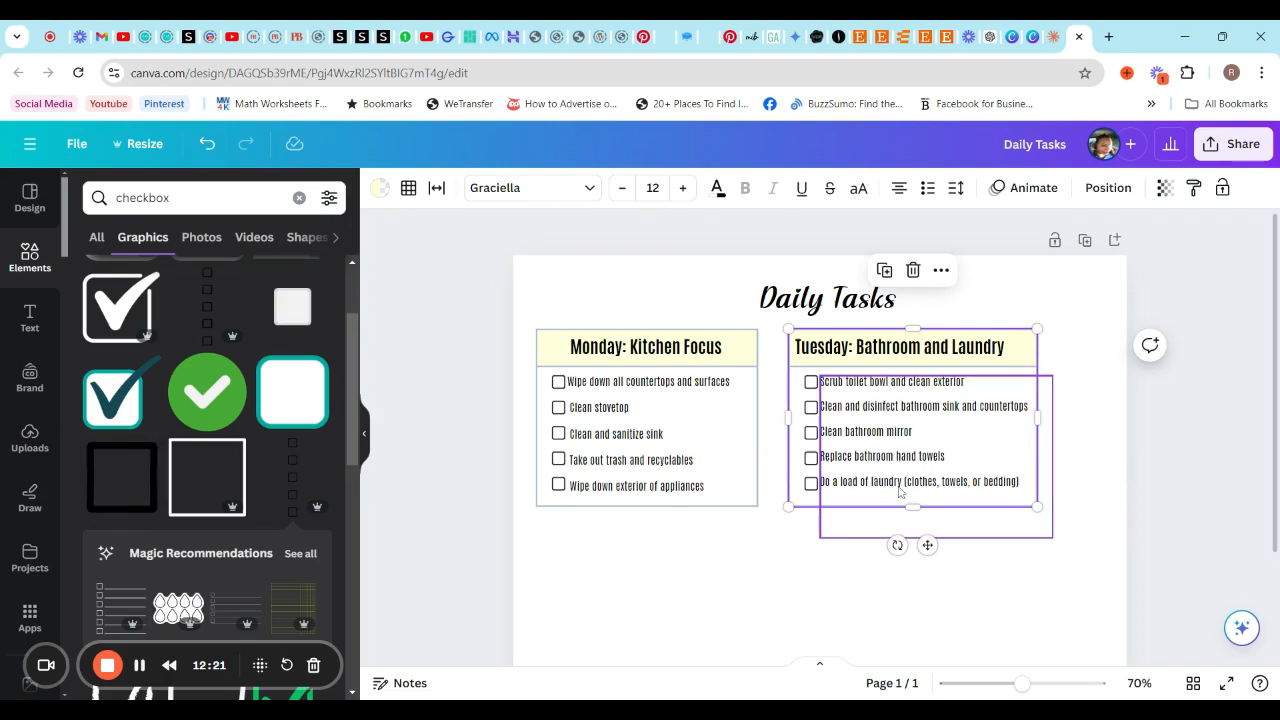 canva.com/design/DAGQSb39rME/Pgj4WxzRl2SYltBIG7mT4g/edit
R
Social Media
Youtube
Pinterest
Math Worksheets F...
Bookmarks
WeTransfer
How to Advertise o...
20+ Places To Find I...
BuzzSumo: Find the...
Facebook for Busine...
All Bookmarks
File
Resize
Daily Tasks
Share
Design
Elements
Text
Brand
Uploads
Draw
Projects
Apps
checkbox
All
Graphics
Photos
Videos
Shapes
Magic Recommendations
See all
12:21
Graciella
12
Animate
Position
Daily Tasks
Monday: Kitchen Focus
Wipe down all countertops and surfaces
Clean stovetop
Clean and sanitize sink
Take out trash and recyclables
Wipe down exterior of appliances
Tuesday: Bathroom and Laundry
Scrub toilet bowl and clean exterior
Clean and disinfect bathroom sink and countertops
Clean bathroom mirror
Replace bathroom hand towels
Do a load of laundry (clothes, towels, or bedding)
Notes
Page 1 / 1
70%